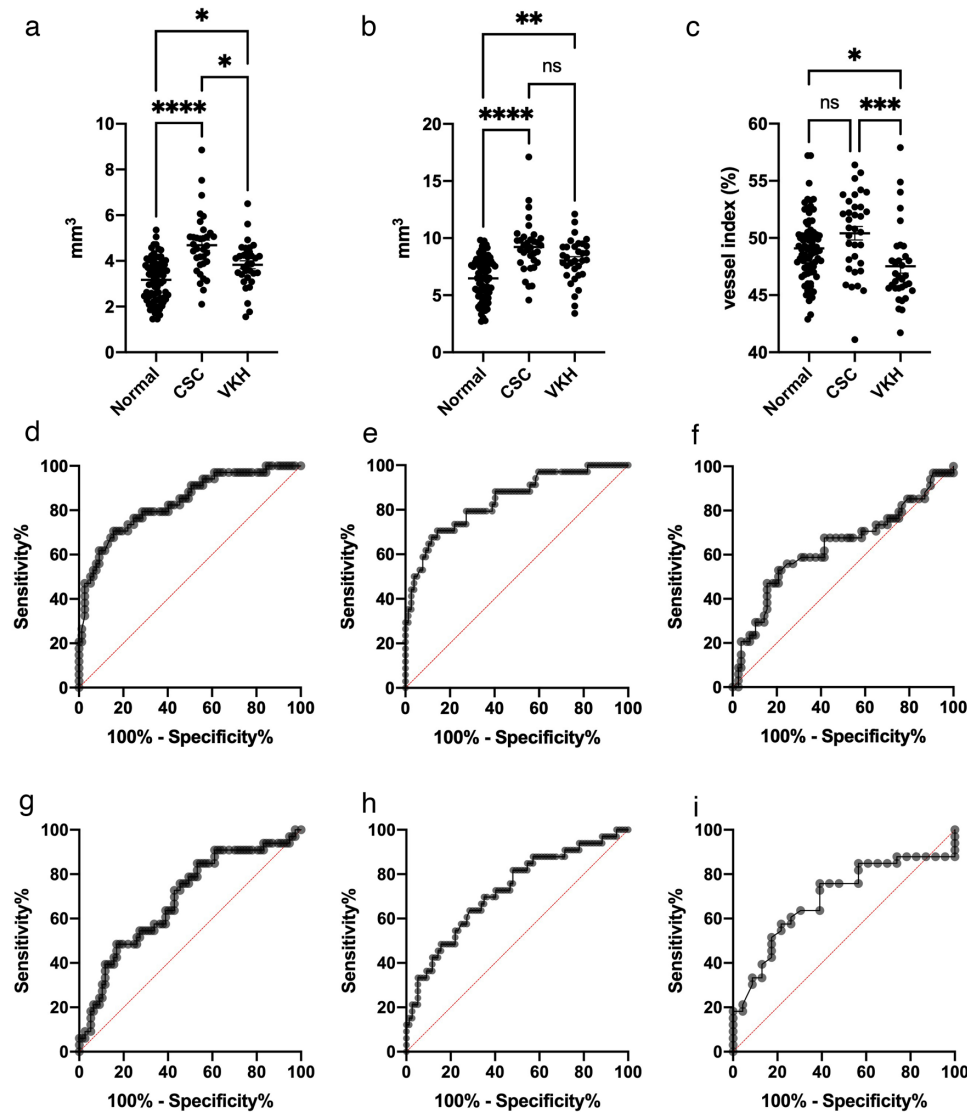 a
*
*
****
mm³
10
8
6
4
2
0
Normal
CSC
VKH
b
**
ns
****
mm³
20
15
10
5
0
Normal
CSC
VKH
c
*
ns
***
vessel index (%)
60
55
50
45
40
Normal
CSC
VKH
d
Sensitivity%
100
80
60
40
20
0
0 20 40 60 80 100
100% - Specificity%
e
Sensitivity%
100
80
60
40
20
0
0 20 40 60 80 100
100% - Specificity%
f
Sensitivity%
100
80
60
40
20
0
0 20 40 60 80 100
100% - Specificity%
g
Sensitivity%
100
80
60
40
20
0
0 20 40 60 80 100
100% - Specificity%
h
Sensitivity%
100
80
60
40
20
0
0 20 40 60 80 100
100% - Specificity%
i
Sensitivity%
100
80
60
40
20
0
0 20 40 60 80 100
100% - Specificity%